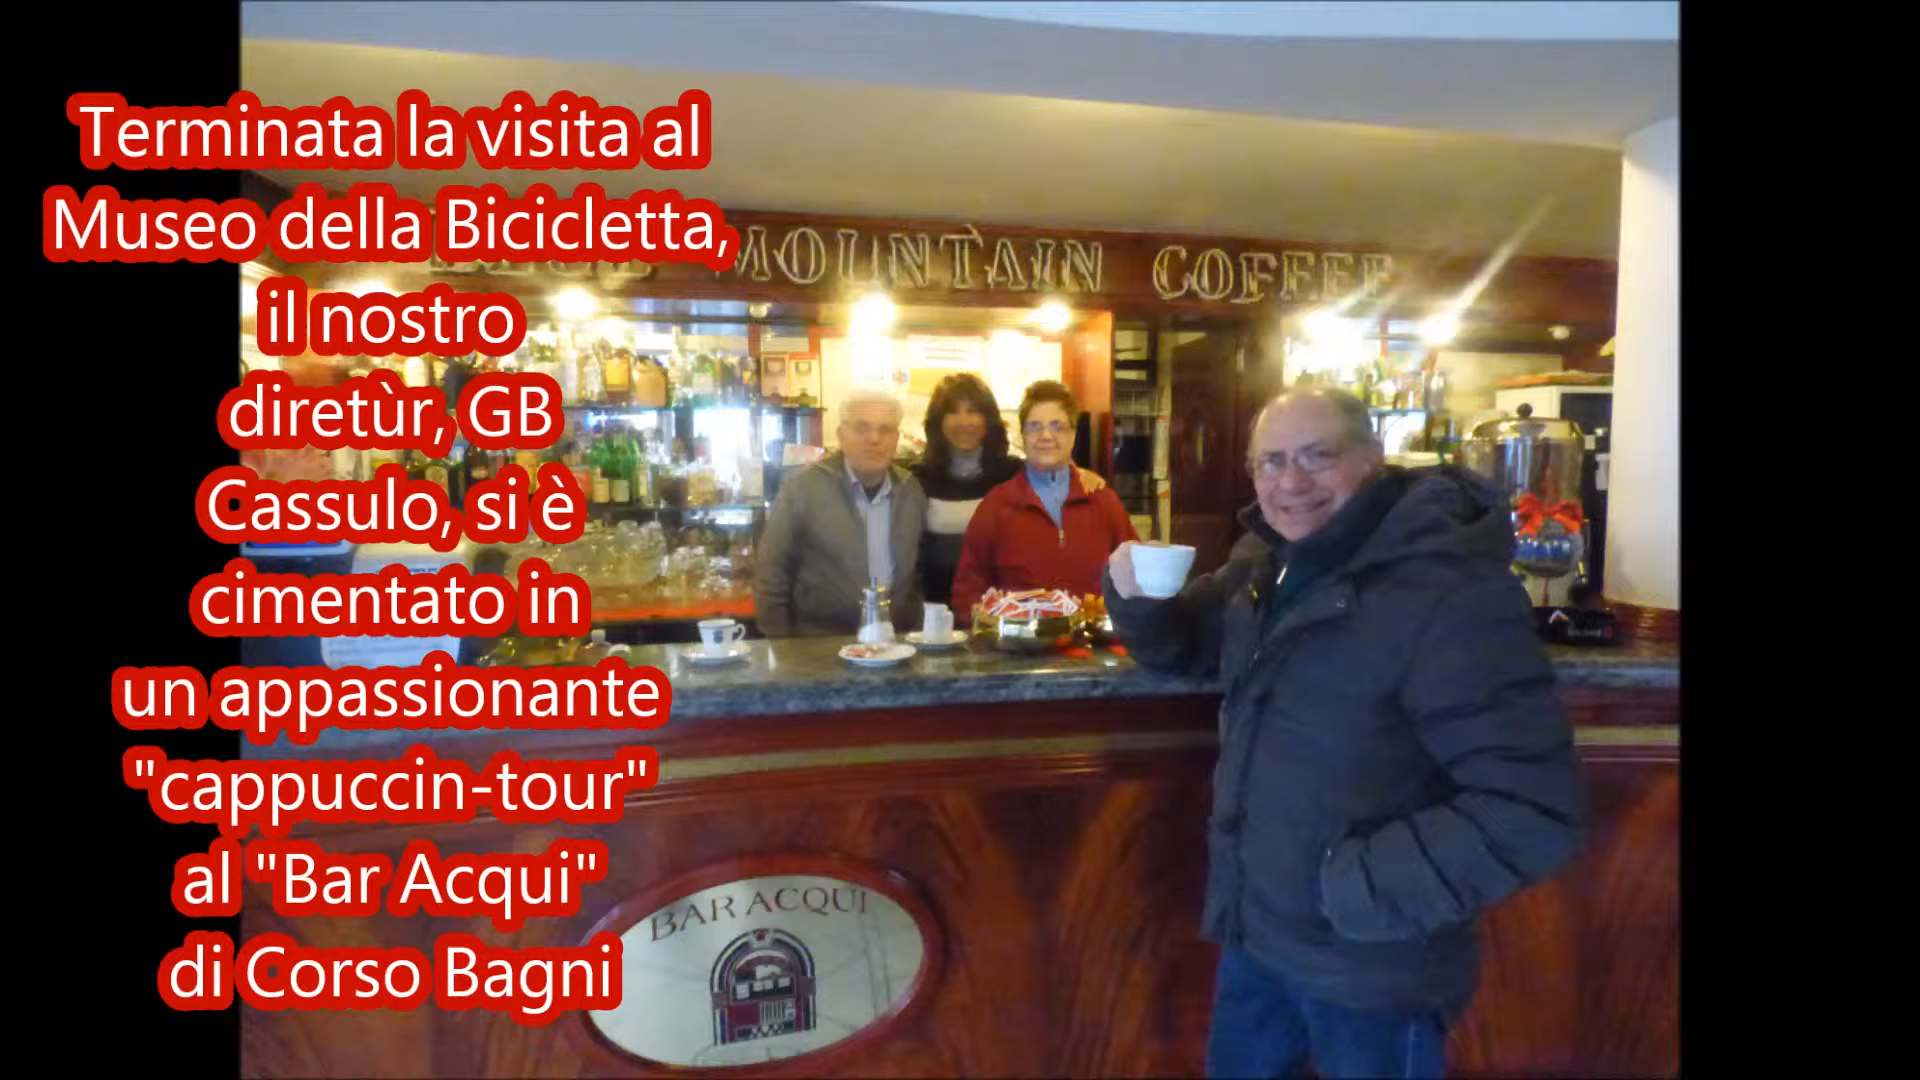 Terminata la visita al
Museo della Bicicletta,
il nostro
diretùr, GB
Cassulo, si è
cimentato in
un appassionante
"cappuccin-tour"
al "Bar Acqui"
di Corso Bagni
MOUNTAIN COFFEE
BAR ACQUI